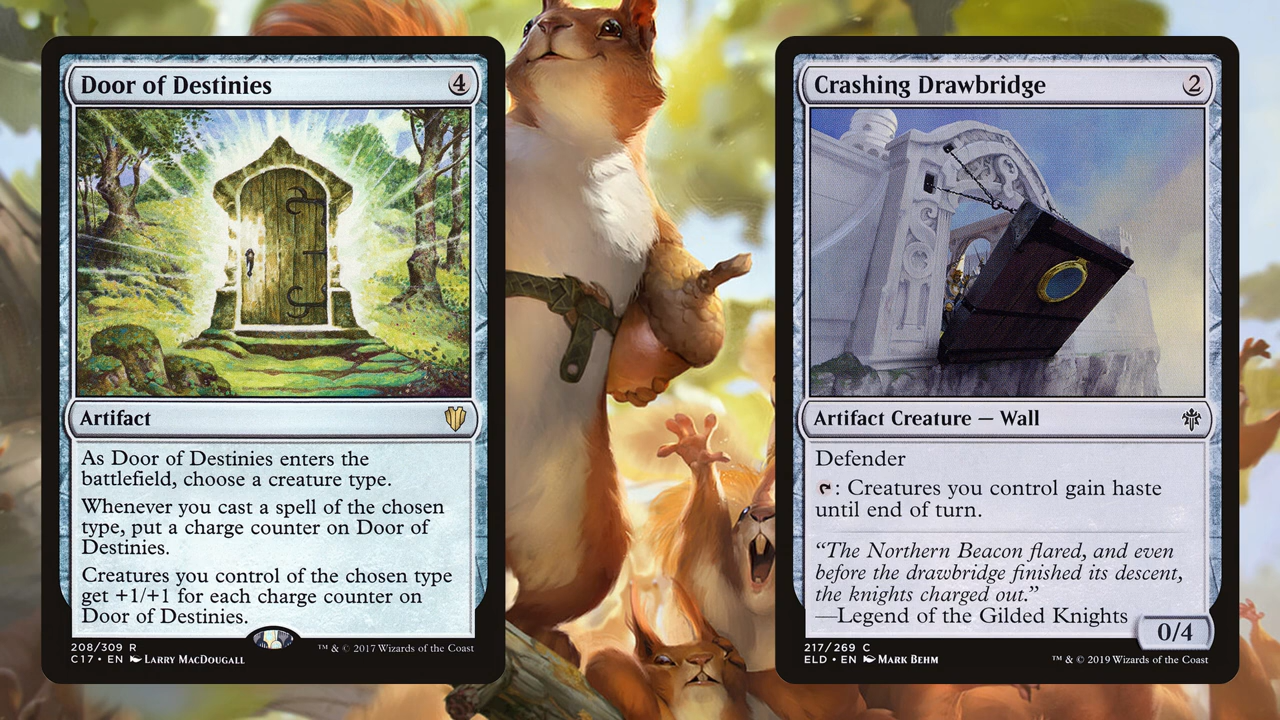 Door of Destinies 4
Artifact
As Door of Destinies enters the
battlefield, choose a creature type.
Whenever you cast a spell of the chosen
type, put a charge counter on Door of
Destinies.
Creatures you control of the chosen type
get +1/+1 for each charge counter on
Door of Destinies.
208/309 R
C17 • EN Larry MacDougall
™ & © 2017 Wizards of the Coast
Crashing Drawbridge 2
Artifact Creature — Wall
Defender
: Creatures you control gain haste
until end of turn.
“The Northern Beacon flared, and even
before the drawbridge finished its descent,
the knights charged out.”
—Legend of the Gilded Knights
0/4
217/269 C
ELD • EN Mark Behm
™ & © 2019 Wizards of the Coast